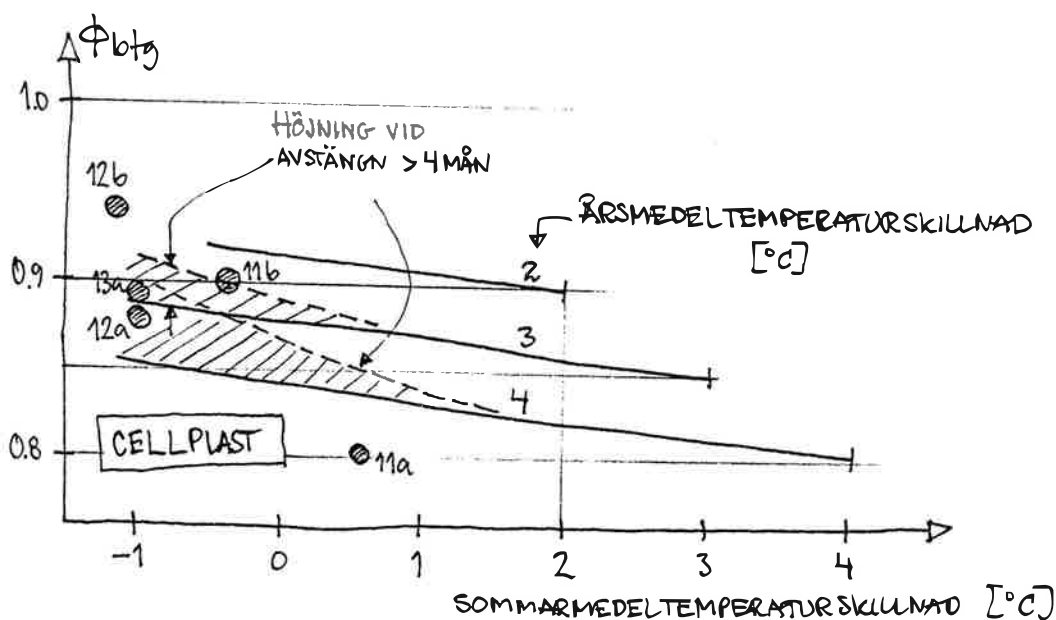 Φbtg
1.0
HÖJNING VID
AVSTÄNGN > 4 MÅN
12b
ÅRSMEDELTEMPERATURSKILLNAD
[°C]
0.9
13a
11b
2
12a
3
4
0.8
CELLPLAST
11a
-1
0
1
2
3
4
SOMMARMEDELTEMPERATURSKILLNAD [°C]